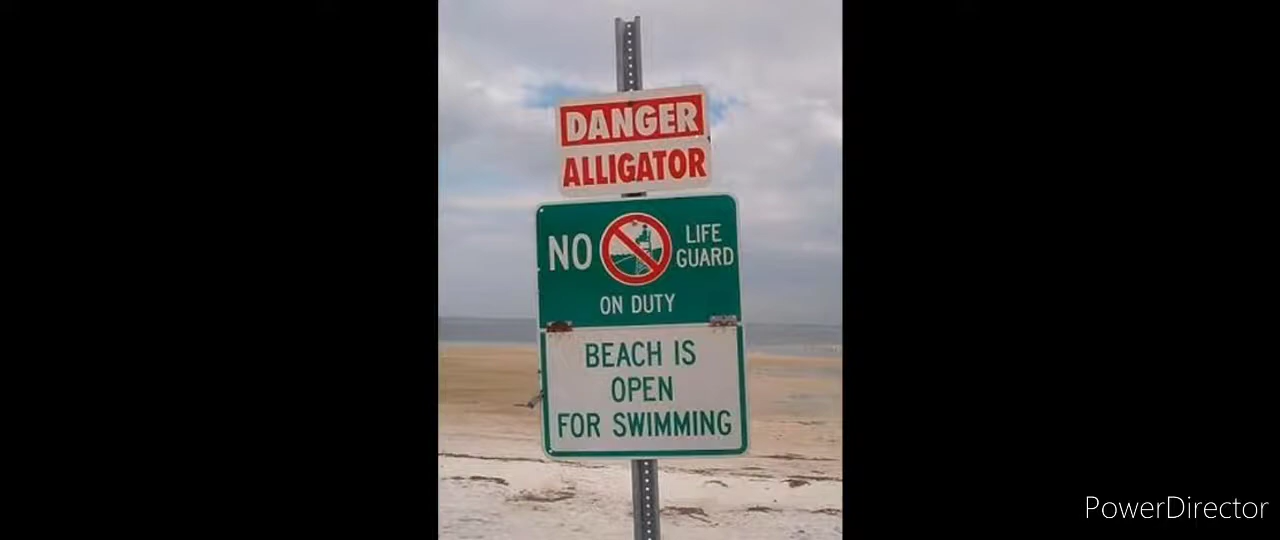 DANGER
ALLIGATOR
NO LIFE GUARD
ON DUTY
BEACH IS
OPEN
FOR SWIMMING
PowerDirector